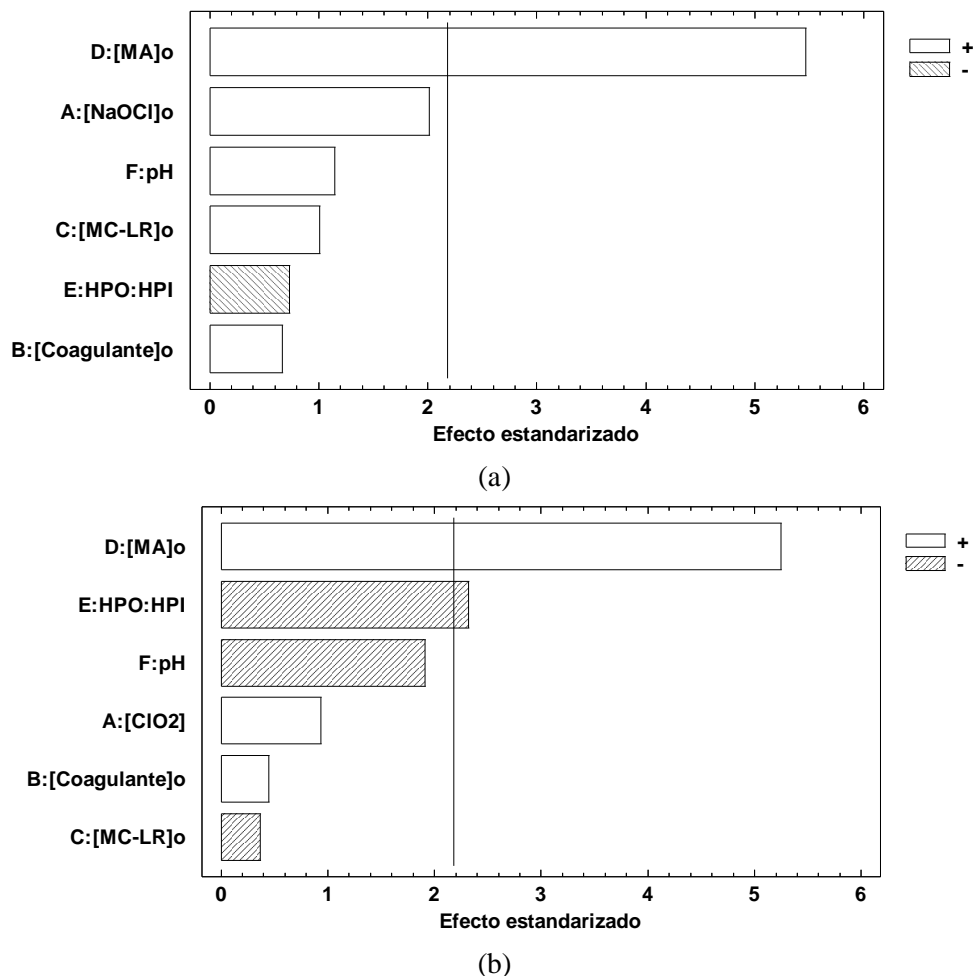 D:[MA]o
+
-
A:[NaOCl]o
F:pH
C:[MC-LR]o
E:HPO:HPI
B:[Coagulante]o
0 1 2 3 4 5 6
Efecto estandarizado
(a)
D:[MA]o
+
-
E:HPO:HPI
F:pH
A:[ClO2]
B:[Coagulante]o
C:[MC-LR]o
0 1 2 3 4 5 6
Efecto estandarizado
(b)